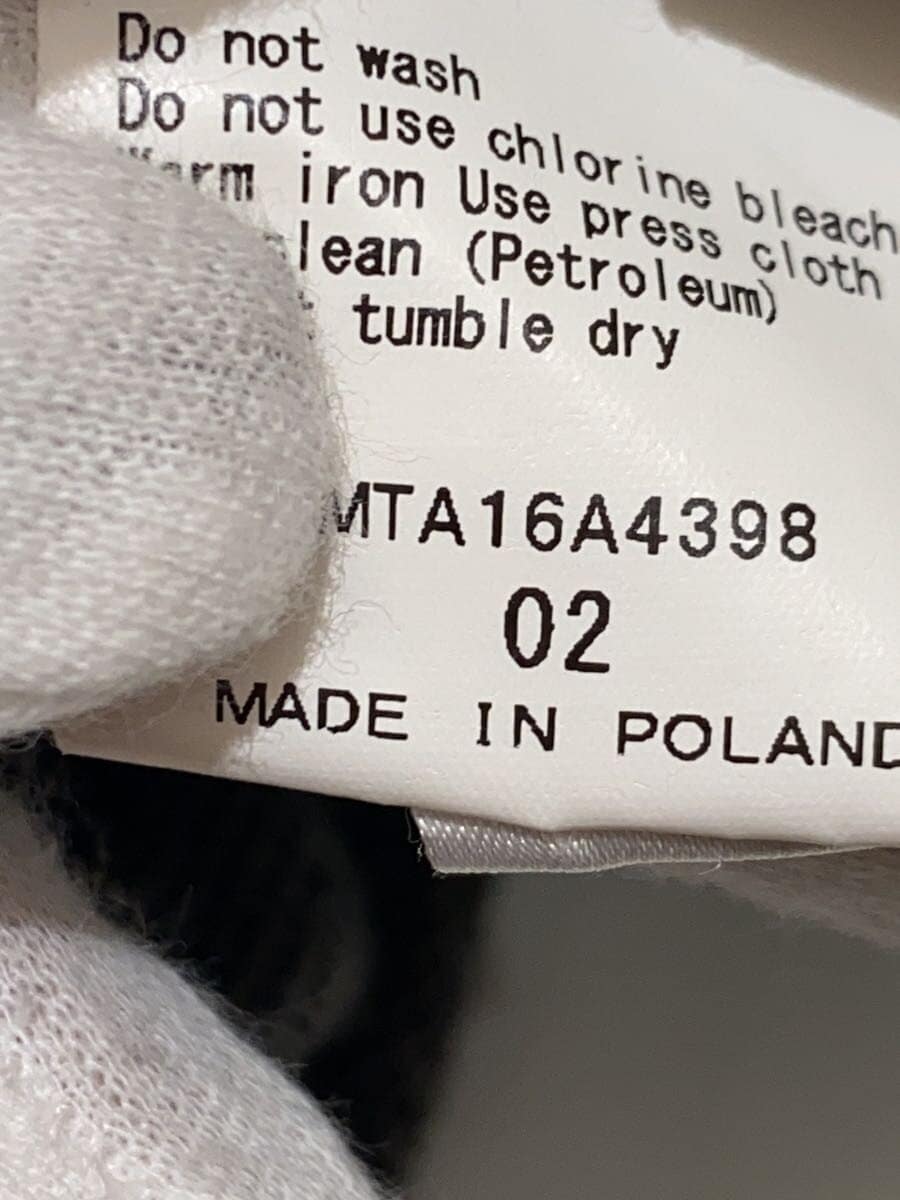 Do not wash
Do not use chlorine bleach
Warm iron Use press cloth
(Petroleum)
tumble dry
MTA16A4398
02
MADE IN POLAND